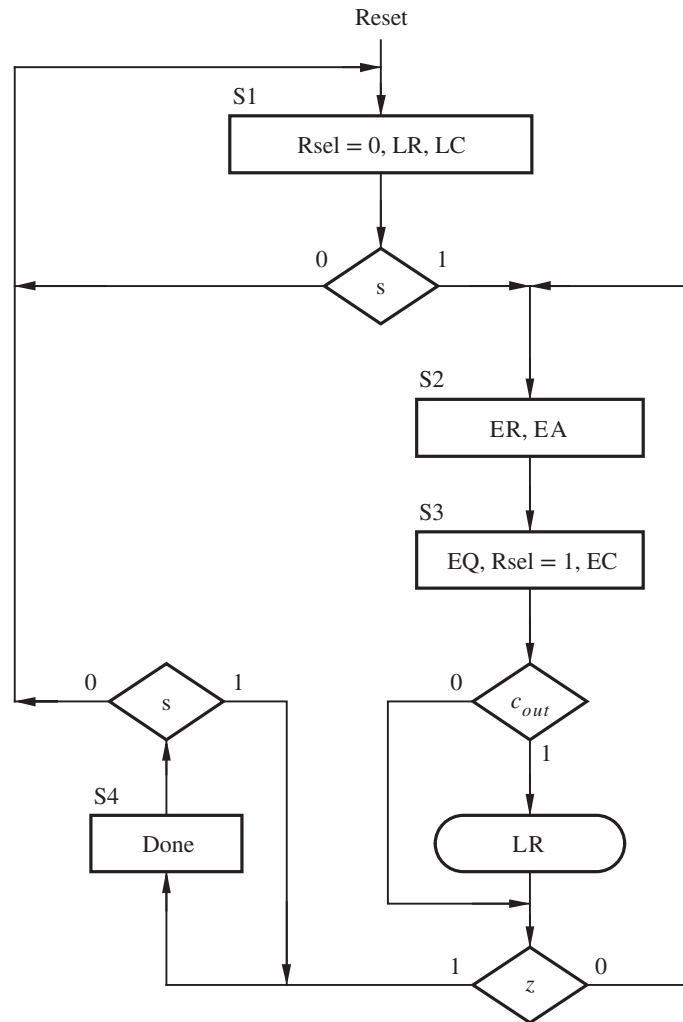 Reset
S1
Rsel = 0, LR, LC
0
1
s
S2
ER, EA
S3
EQ, Rsel = 1, EC
0
1
s
0
c_out
1
S4
Done
LR
1
0
z